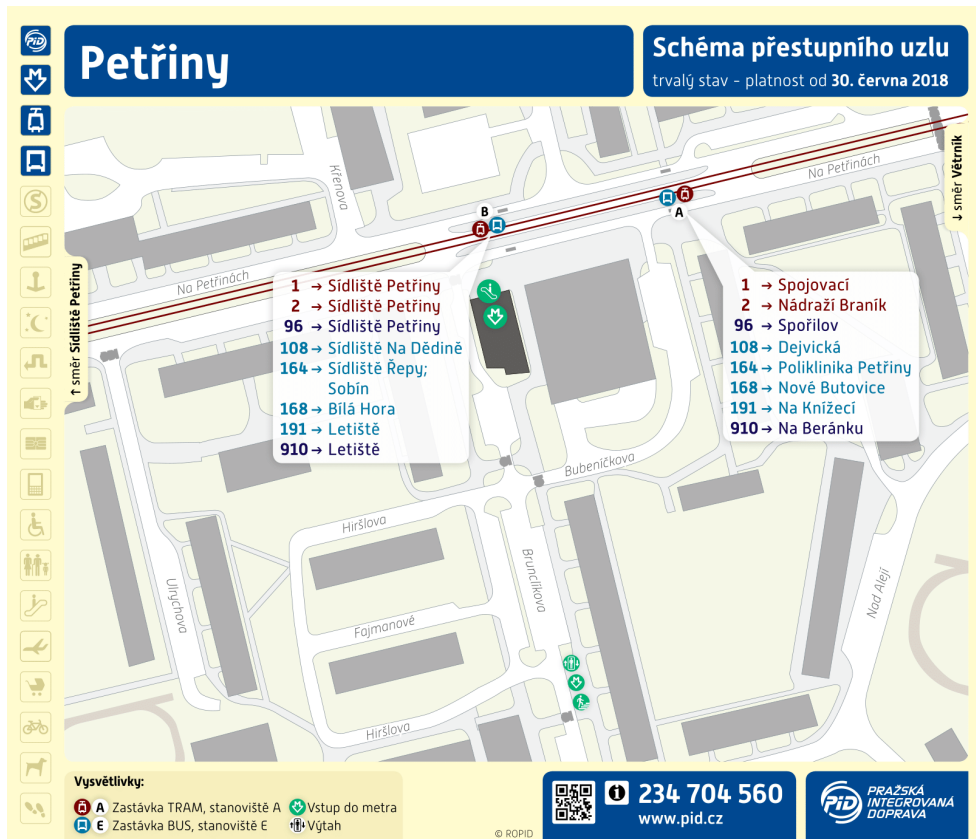 PiD
Petřiny
Schéma přestupního uzlu
trvalý stav - platnost od 30. června 2018
↑ směr Sídliště Petřiny
↓ směr Větrník
Křenova
Na Petřinách
Na Petřinách
B
A
1 → Sídliště Petřiny
2 → Sídliště Petřiny
96 → Sídliště Petřiny
108 → Sídliště Na Dědině
164 → Sídliště Řepy;
Sobín
168 → Bílá Hora
191 → Letiště
910 → Letiště
1 → Spojovací
2 → Nádraží Braník
96 → Spořilov
108 → Dejvická
164 → Poliklinika Petřiny
168 → Nové Butovice
191 → Na Knížecí
910 → Na Beránku
Bubeníčkova
Hiršlova
Brunclíkova
Ulrychova
Fajmanové
Nad Alejí
Hiršlova
Vysvětlivky:
A Zastávka TRAM, stanoviště A
Vstup do metra
E Zastávka BUS, stanoviště E
Výtah
© ROPID
234 704 560
www.pid.cz
PiD
PRAŽSKÁ
INTEGROVANÁ
DOPRAVA